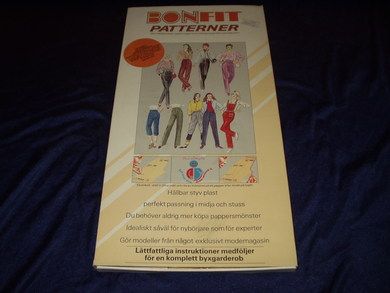 BONFIT
PATTERNER
Hållbar styv plast
perfekt passning i midja och stuss
Du behöver aldrig mer köpa pappersmönster
Idealiskt såväl för nybörjare som för experter
Gör modeller från något exklusivt modemagasin
Lättfattliga instruktioner medföljer
för en komplett byxgarderob